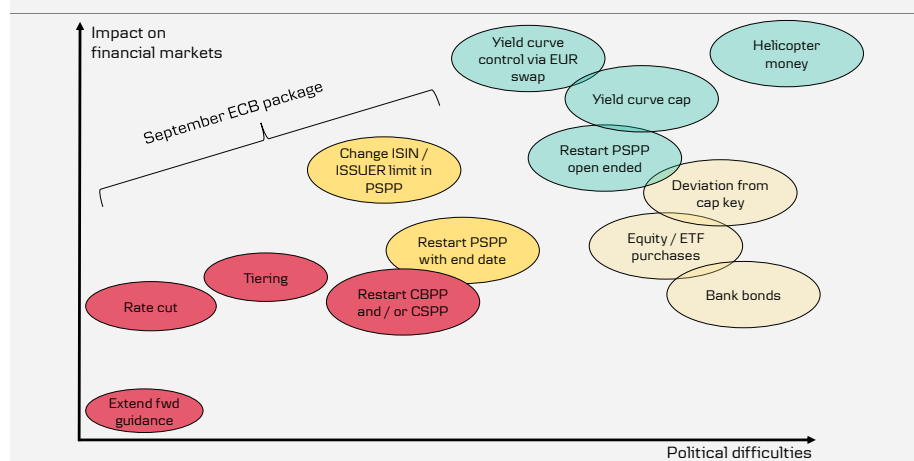 Impact on
financial markets
September ECB package
Yield curve
control via EUR
swap
Helicopter
money
Yield curve cap
Change ISIN /
ISSUER limit in
PSPP
Restart PSPP
open ended
Deviation from
cap key
Restart PSPP
with end date
Equity / ETF
purchases
Tiering
Rate cut
Restart CBPP
and / or CSPP
Bank bonds
Extend fwd
guidance
Political difficulties